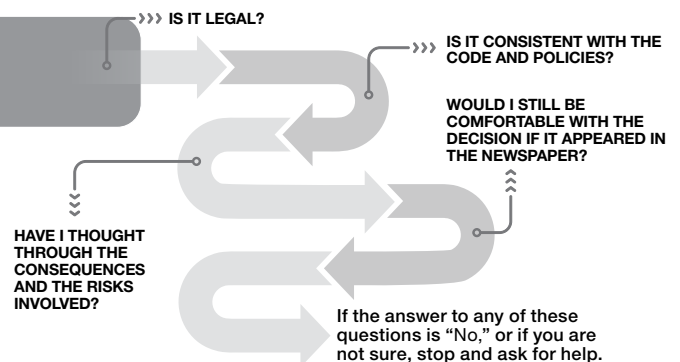 IS IT LEGAL?
IS IT CONSISTENT WITH THE
CODE AND POLICIES?
HAVE I THOUGHT
THROUGH THE
CONSEQUENCES
AND THE RISKS
INVOLVED?
WOULD I STILL BE
COMFORTABLE WITH THE
DECISION IF IT APPEARED IN
THE NEWSPAPER?
If the answer to any of these
questions is “No,” or if you are
not sure, stop and ask for help.